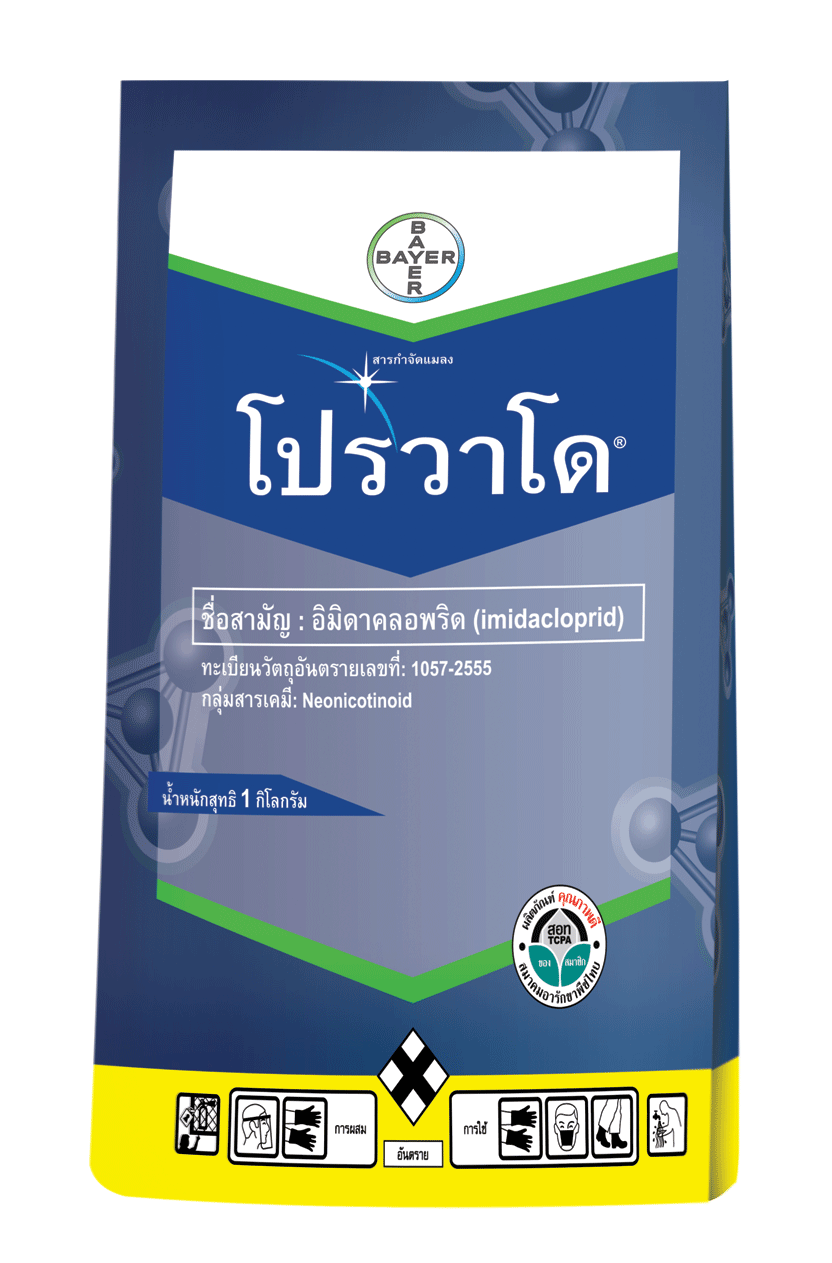 BAYER
BAYER
สารกำจัดแมลง
โปรวาโด®
ชื่อสามัญ : อิมิดาคลอพริด (imidacloprid)
ทะเบียนวัตถุอันตรายเลขที่: 1057-2555
กลุ่มสารเคมี: Neonicotinoid
น้ำหนักสุทธิ 1 กิโลกรัม
ผลิตภัณฑ์ คุณภาพดี
สอท
TCPA
ของ สมาชิก
สมาคมอารักขาพืชไทย
การผสม
การใช้
อันตราย